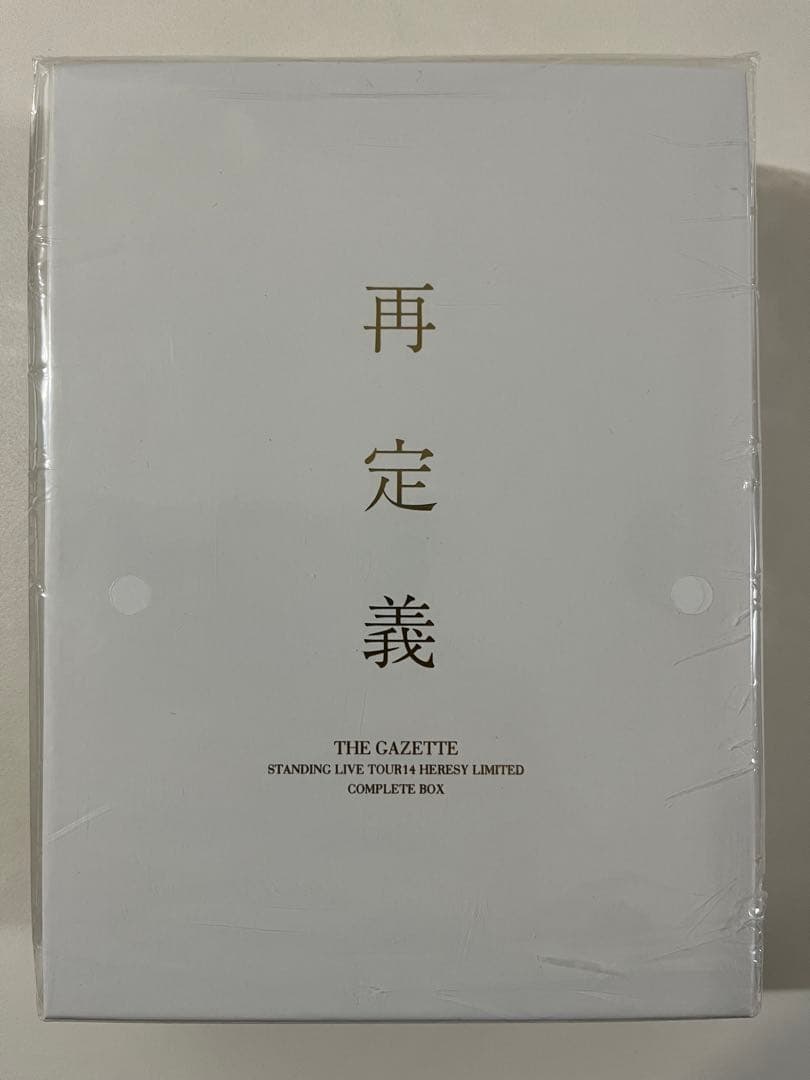 再定義
THE GAZETTE
STANDING LIVE TOUR14 HERESY LIMITED
COMPLETE BOX